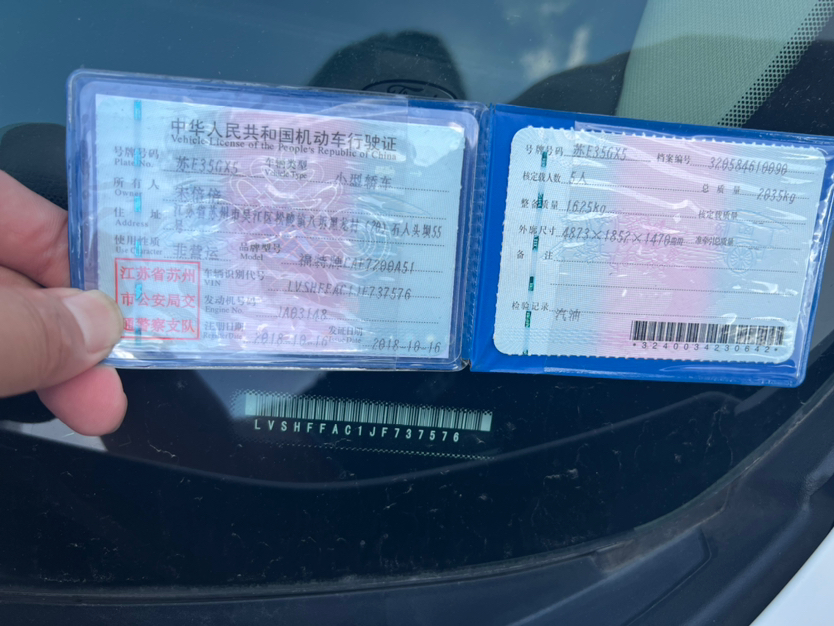 中华人民共和国机动车行驶证
Vehicle License of the People's Republic of China
号牌号码 苏E35GX5 车辆类型 小型轿车
Plate No. Vehicle Type
所有人
Owner
住 址
Address
使用性质 非营运 品牌型号
Use Character Model
江苏省苏州
市公安局交
警察支队
车辆识别代号 LVSHFFAC1JF737576
VIN
发动机号码 JA03148
Engine No.
注册日期 2018-10-16 发证日期 2018-10-16
号牌号码 苏E35GX5 档案编号
核定载人数 5人 总质量 2035kg
整备质量 1625kg 核定载质量
外廓尺寸 4873×1852×1470mm 准牵引总质量
备 注
检验记录 汽油
*3240034230642*
LVSHFFAC1JF737576